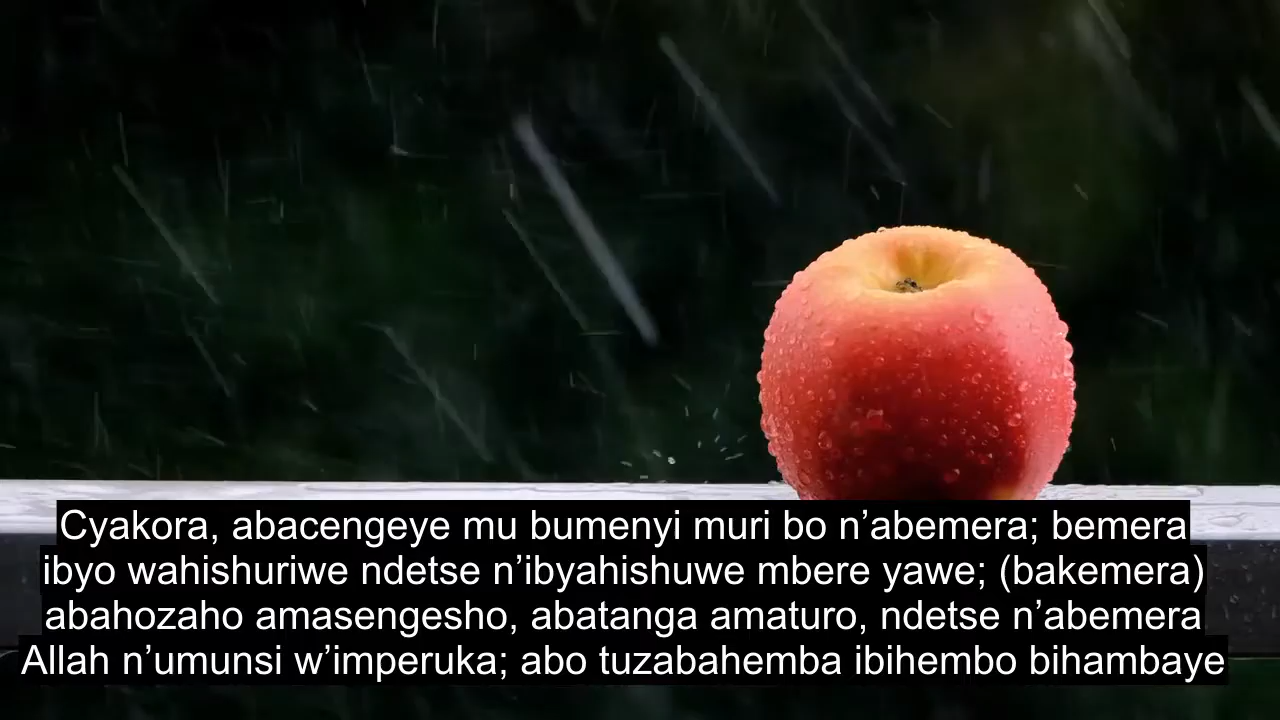 Cyakora, abacengeye mu bumenyi muri bo n’abemera; bemera
ibyo wahishuriwe ndetse n’ibyahishuwe mbere yawe; (bakemera)
abahozaho amasengesho, abatanga amaturo, ndetse n’abemera
Allah n’umunsi w’imperuka; abo tuzabahemba ibihembo bihambaye